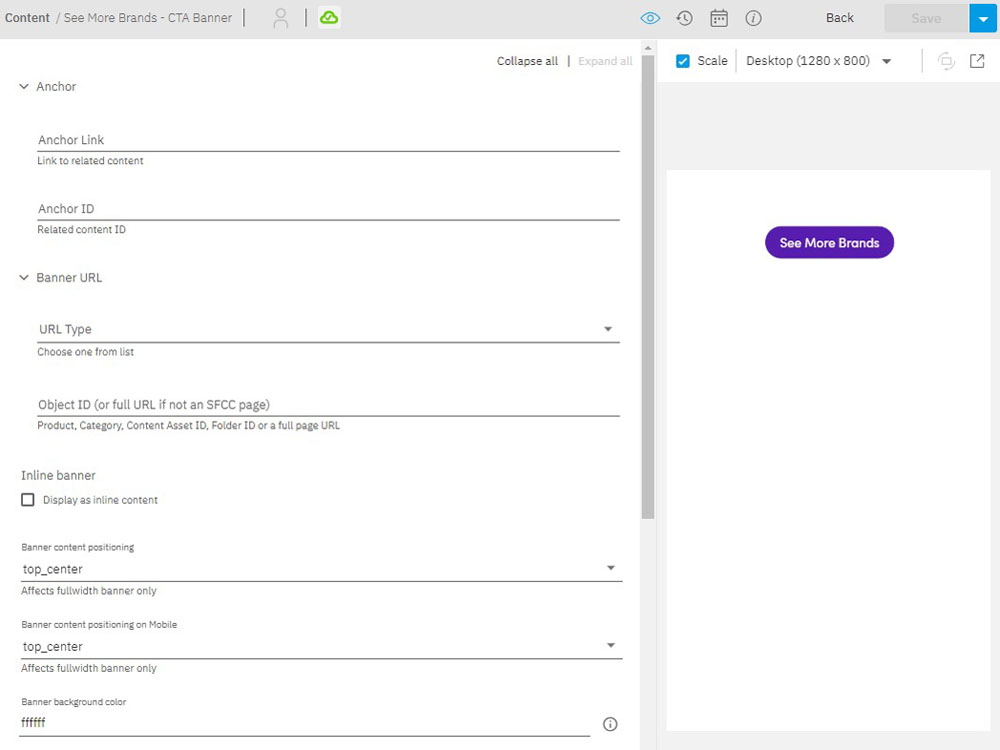 Content / See More Brands - CTA Banner
Back
Save
Collapse all | Expand all
Scale
Desktop (1280 x 800)
Anchor
Anchor Link
Link to related content
Anchor ID
Related content ID
Banner URL
URL Type
Choose one from list
Object ID (or full URL if not an SFCC page)
Product, Category, Content Asset ID, Folder ID or a full page URL
Inline banner
Display as inline content
Banner content positioning
top_center
Affects fullwidth banner only
Banner content positioning on Mobile
top_center
Affects fullwidth banner only
Banner background color
ffffff
See More Brands